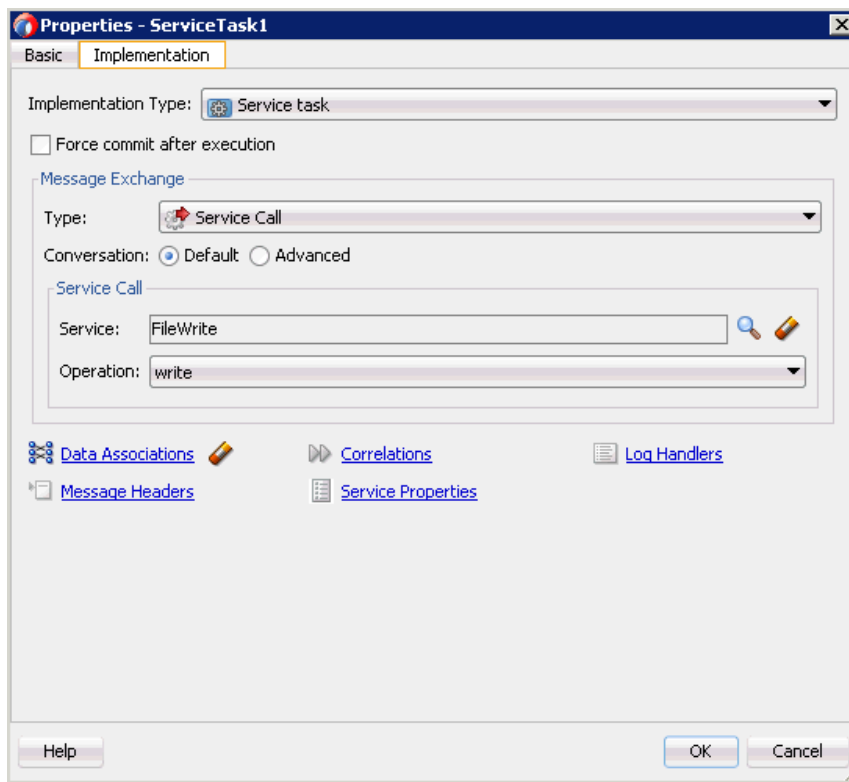 Properties - ServiceTask1
Basic Implementation
Implementation Type: Service task
Force commit after execution
Message Exchange
Type: Service Call
Conversation: Default Advanced
Service Call
Service: FileWrite
Operation: write
Data Associations Correlations Log Handlers
Message Headers Service Properties
Help OK Cancel